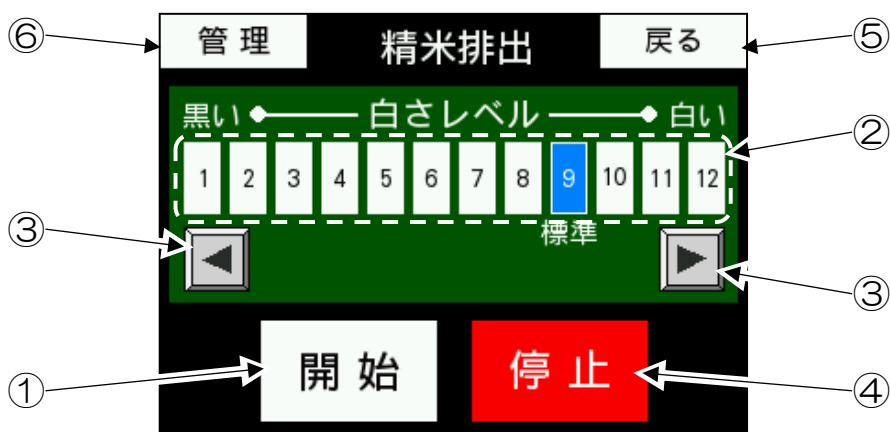 ⑥ 管理 精米排出 戻る ⑤
黒い 白さレベル 白い
②
1 2 3 4 5 6 7 8 9 10 11 12
標準
③ ◀ ▶ ③
① 開始 停止 ④